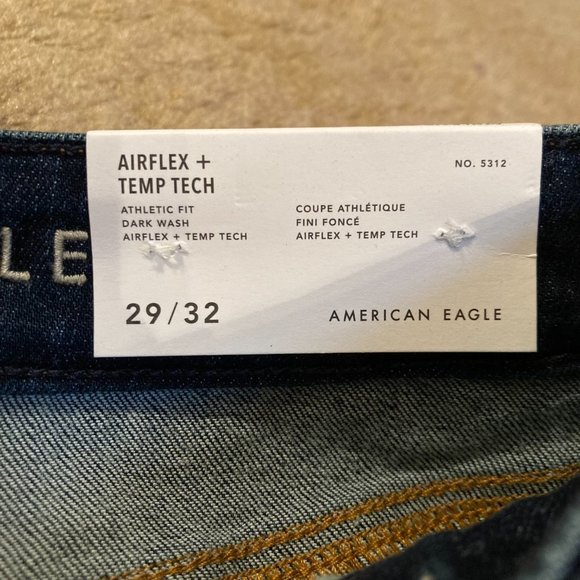 AIRFLEX +
TEMP TECH
NO. 5312
ATHLETIC FIT
DARK WASH
AIRFLEX + TEMP TECH
COUPE ATHLÉTIQUE
FINI FONCÉ
AIRFLEX + TEMP TECH
29/32
AMERICAN EAGLE
LE